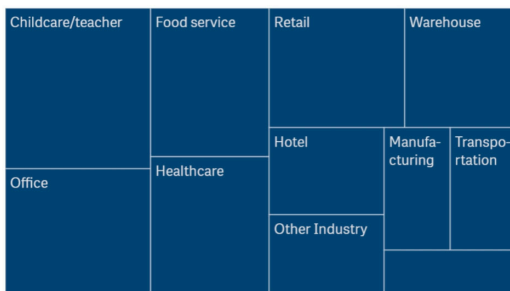 Childcare/teacher
Food service
Retail
Warehouse
Hotel
Manufa-
cturing
Transpo-
rtation
Healthcare
Office
Other Industry